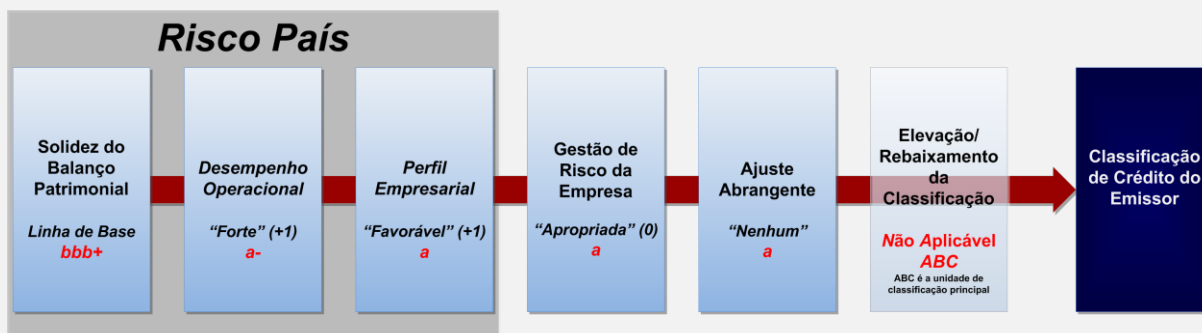 Risco País
Solidez do
Balanço
Patrimonial
Linha de Base
bbb+
Desempenho
Operacional
“Forte” (+1)
a-
Perfil
Empresarial
“Favorável” (+1)
a
Gestão de
Risco da
Empresa
“Apropriada” (0)
a
Ajuste
Abrangente
“Nenhum”
a
Elevação/
Rebaixamento
da
Classificação
Não Aplicável
ABC
ABC é a unidade de
classificação principal
Classificação
de Crédito do
Emissor